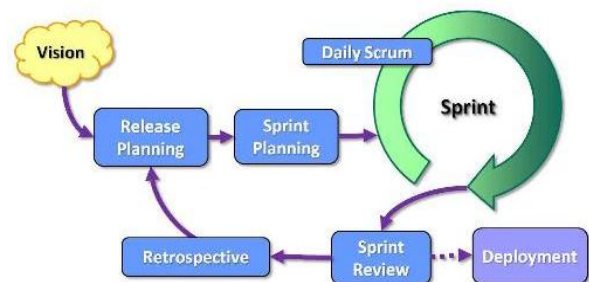 Vision
Daily Scrum
Sprint
Release
Planning
Sprint
Planning
Retrospective
Sprint
Review
Deployment